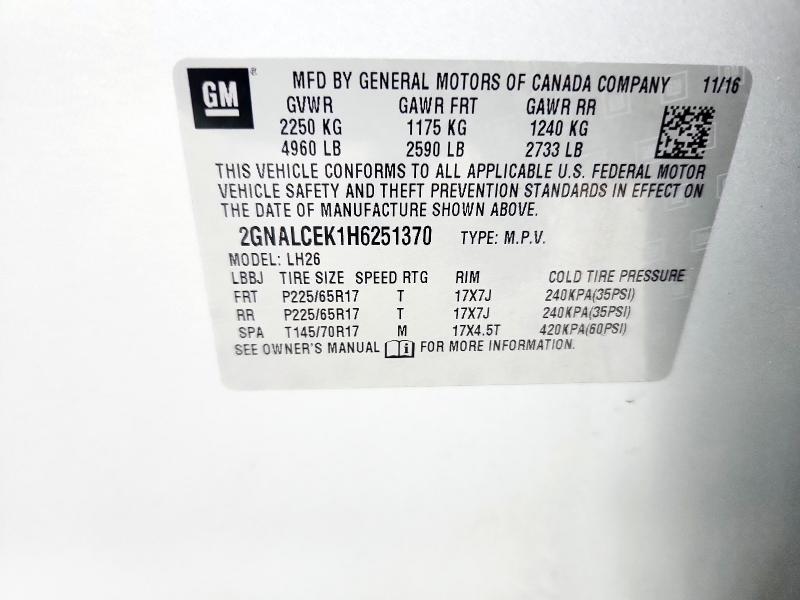 GM® MFD BY GENERAL MOTORS OF CANADA COMPANY 11/16
GVWR GAWR FRT GAWR RR
2250 KG 1175 KG 1240 KG
4960 LB 2590 LB 2733 LB
THIS VEHICLE CONFORMS TO ALL APPLICABLE U.S. FEDERAL MOTOR
VEHICLE SAFETY AND THEFT PREVENTION STANDARDS IN EFFECT ON
THE DATE OF MANUFACTURE SHOWN ABOVE.
2GNALCEK1H6251370 TYPE: M.P.V.
MODEL: LH26
LBBJ TIRE SIZE SPEED RTG RIM COLD TIRE PRESSURE
FRT P225/65R17 T 17X7J 240KPA(35PSI)
RR P225/65R17 T 17X7J 240KPA(35PSI)
SPA T145/70R17 M 17X4.5T 420KPA(60PSI)
SEE OWNER'S MANUAL i FOR MORE INFORMATION.